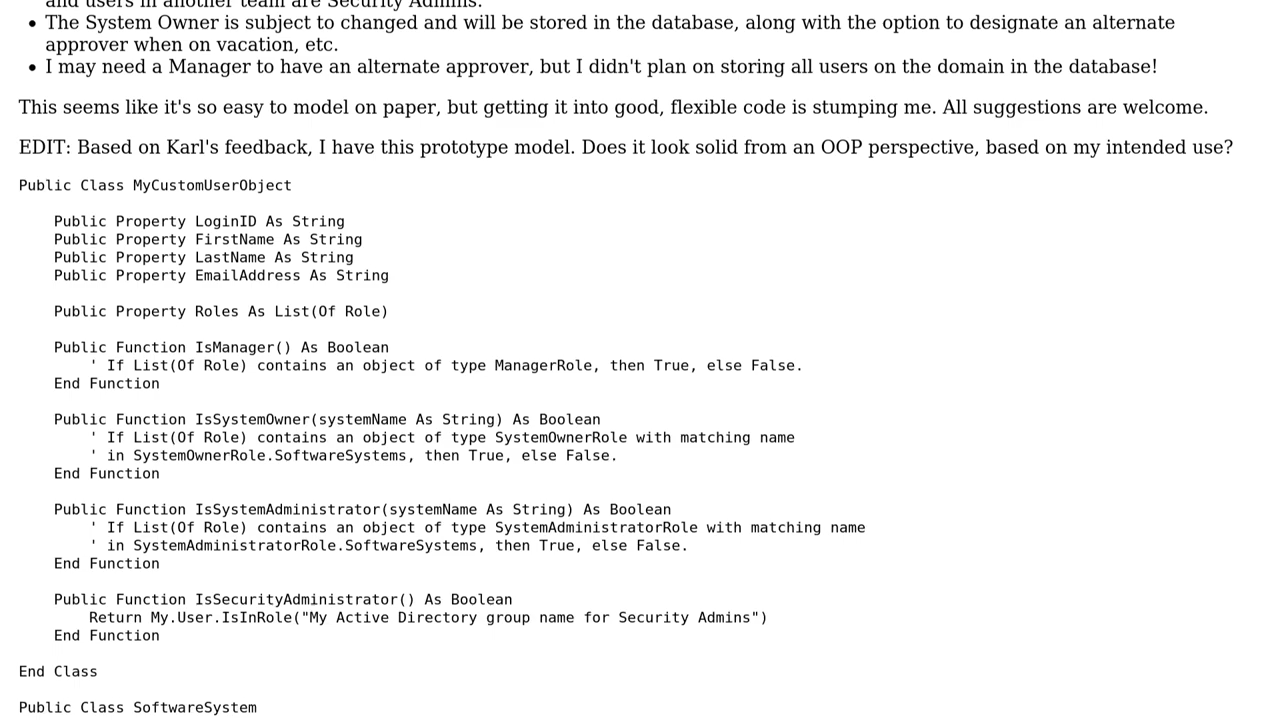 and users in another team are Security Admins.
• The System Owner is subject to changed and will be stored in the database, along with the option to designate an alternate
approver when on vacation, etc.
• I may need a Manager to have an alternate approver, but I didn't plan on storing all users on the domain in the database!
This seems like it's so easy to model on paper, but getting it into good, flexible code is stumping me. All suggestions are welcome.
EDIT: Based on Karl's feedback, I have this prototype model. Does it look solid from an OOP perspective, based on my intended use?
Public Class MyCustomUserObject
    Public Property LoginID As String
    Public Property FirstName As String
    Public Property LastName As String
    Public Property EmailAddress As String
    Public Property Roles As List(Of Role)
    Public Function IsManager() As Boolean
        ' If List(Of Role) contains an object of type ManagerRole, then True, else False.
    End Function
    Public Function IsSystemOwner(systemName As String) As Boolean
        ' If List(Of Role) contains an object of type SystemOwnerRole with matching name
        ' in SystemOwnerRole.SoftwareSystems, then True, else False.
    End Function
    Public Function IsSystemAdministrator(systemName As String) As Boolean
        ' If List(Of Role) contains an object of type SystemAdministratorRole with matching name
        ' in SystemAdministratorRole.SoftwareSystems, then True, else False.
    End Function
    Public Function IsSecurityAdministrator() As Boolean
        Return My.User.IsInRole("My Active Directory group name for Security Admins")
    End Function
End Class
Public Class SoftwareSystem